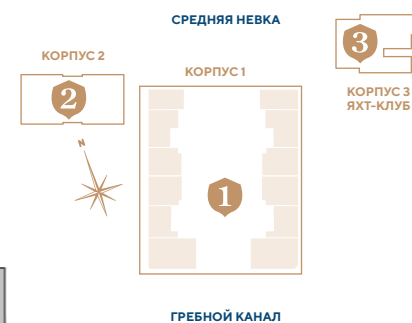 СРЕДНЯЯ НЕВКА
3
КОРПУС 2
КОРПУС 1
2
КОРПУС 3
ЯХТ-КЛУБ
N
1
ГРЕБНОЙ КАНАЛ